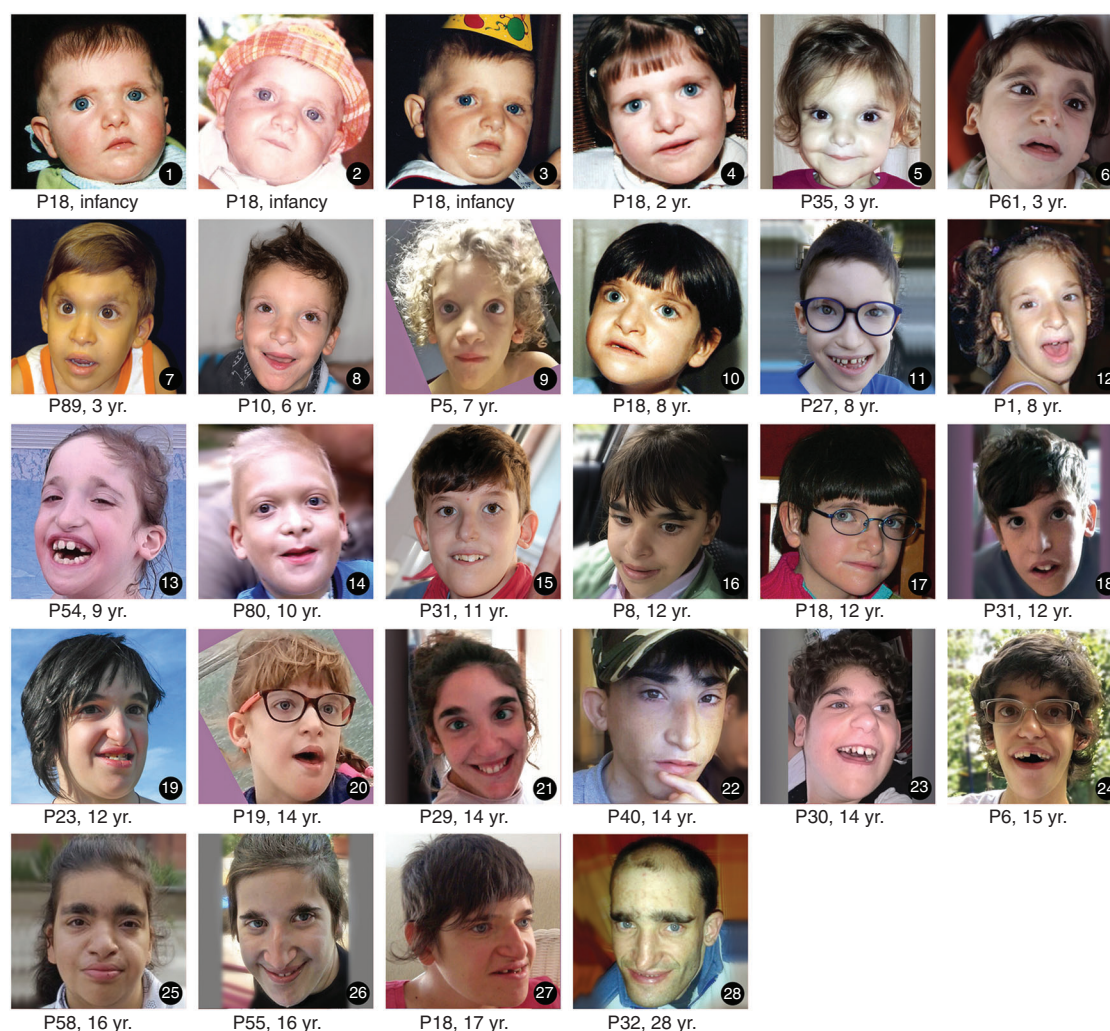 1 2 3 4 5 6
P18, infancy P18, infancy P18, infancy P18, 2 yr. P35, 3 yr. P61, 3 yr.
7 8 9 10 11 12
P89, 3 yr. P10, 6 yr. P5, 7 yr. P18, 8 yr. P27, 8 yr. P1, 8 yr.
13 14 15 16 17 18
P54, 9 yr. P80, 10 yr. P31, 11 yr. P8, 12 yr. P18, 12 yr. P31, 12 yr.
19 20 21 22 23 24
P23, 12 yr. P19, 14 yr. P29, 14 yr. P40, 14 yr. P30, 14 yr. P6, 15 yr.
25 26 27 28
P58, 16 yr. P55, 16 yr. P18, 17 yr. P32, 28 yr.